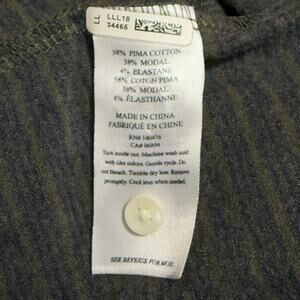 LL
LLL18
34466
58% PIMA COTTON
38% MODAL
4% ELASTANE
58% COTON PIMA
38% MODAL
4% ÉLASTHANNE
MADE IN CHINA
FABRIQUÉ EN CHINE
RN# 140476
CA# 06894
Turn inside out. Machine wash cold
with like colors. Gentle cycle. Do
not bleach. Tumble dry low. Remove
promptly. Cool iron when needed.
SEE REVERSE FOR MORE